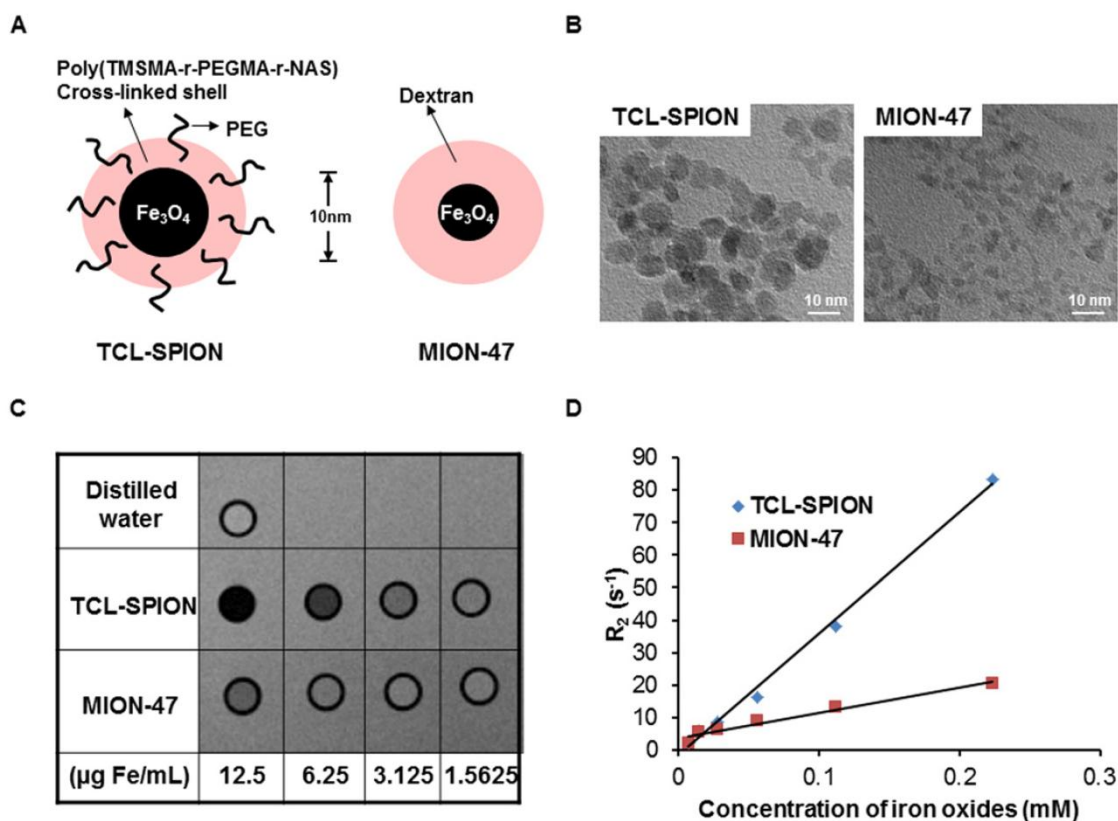 A
Poly(TMSMA-r-PEGMA-r-NAS)
Cross-linked shell
PEG
Fe₃O₄
10nm
Dextran
Fe₃O₄
TCL-SPION
MION-47
B
TCL-SPION
MION-47
10 nm
10 nm
C
Distilled
water
TCL-SPION
MION-47
(µg Fe/mL) 12.5 6.25 3.125 1.5625
D
90
80
70
60
50
40
30
20
10
0
R₂ (s⁻¹)
TCL-SPION
MION-47
0 0.1 0.2 0.3
Concentration of iron oxides (mM)